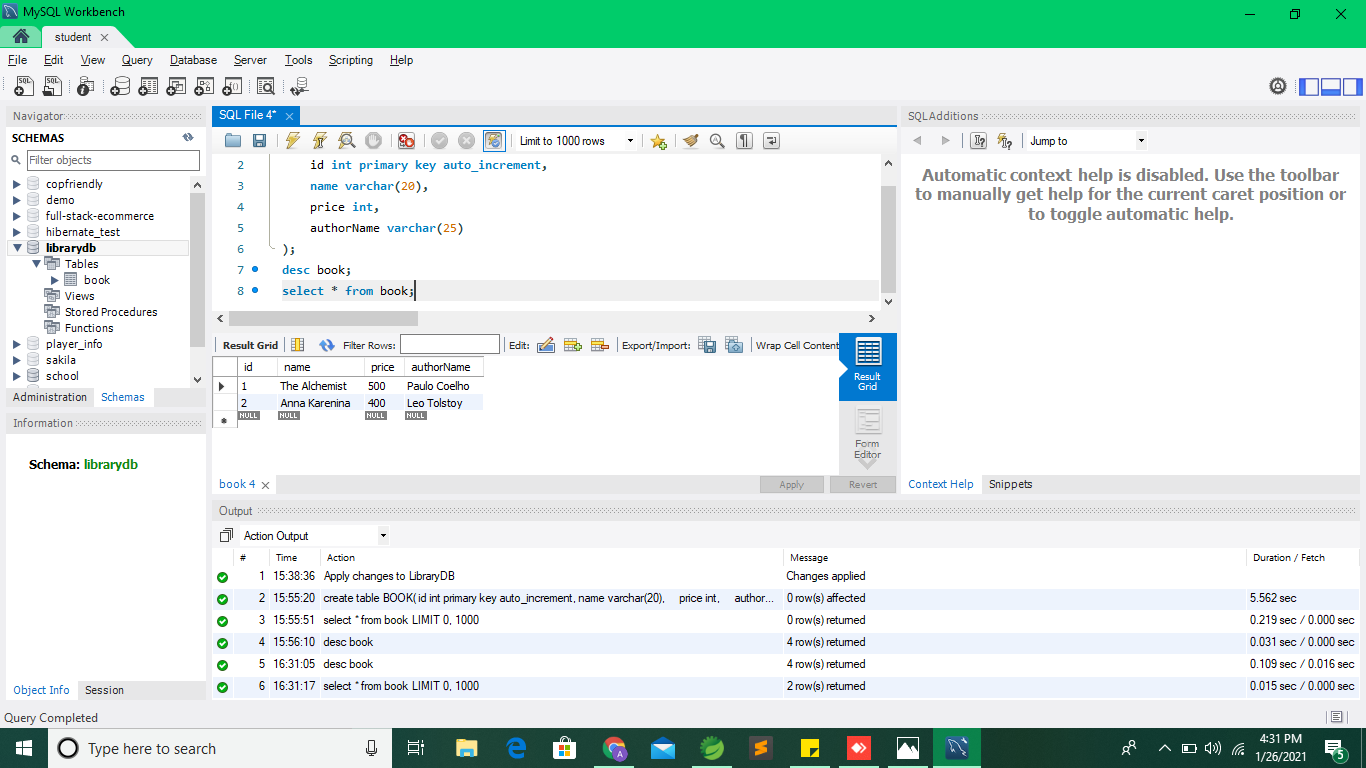 MySQL Workbench
student
File Edit View Query Database Server Tools Scripting Help
Navigator
SCHEMAS
Filter objects
copfriendly
demo
full-stack-ecommerce
hibernate_test
librarydb
Tables
book
Views
Stored Procedures
Functions
player_info
sakila
school
Administration Schemas
Information
Schema: librarydb
Object Info Session
SQL File 4*
Limit to 1000 rows
2 id int primary key auto_increment,
3 name varchar(20),
4 price int,
5 authorName varchar(25)
6 );
7 desc book;
8 select * from book;
Result Grid Filter Rows: Edit: Export/Import: Wrap Cell Content
id name price authorName
1 The Alchemist 500 Paulo Coelho
2 Anna Karenina 400 Leo Tolstoy
NULL NULL NULL NULL
Result
Grid
Form
Editor
book 4 Apply Revert
SQLAdditions
Jump to
Automatic context help is disabled. Use the toolbar
to manually get help for the current caret position or
to toggle automatic help.
Context Help Snippets
Output
Action Output
# Time Action Message Duration / Fetch
1 15:38:36 Apply changes to LibraryDB Changes applied
2 15:55:20 create table BOOK( id int primary key auto_increment, name varchar(20), price int, author... 0 row(s) affected 5.562 sec
3 15:55:51 select * from book LIMIT 0, 1000 0 row(s) returned 0.219 sec / 0.000 sec
4 15:56:10 desc book 4 row(s) returned 0.031 sec / 0.000 sec
5 16:31:05 desc book 4 row(s) returned 0.109 sec / 0.016 sec
6 16:31:17 select * from book LIMIT 0, 1000 2 row(s) returned 0.015 sec / 0.000 sec
Query Completed
Type here to search
4:31 PM
1/26/2021
5